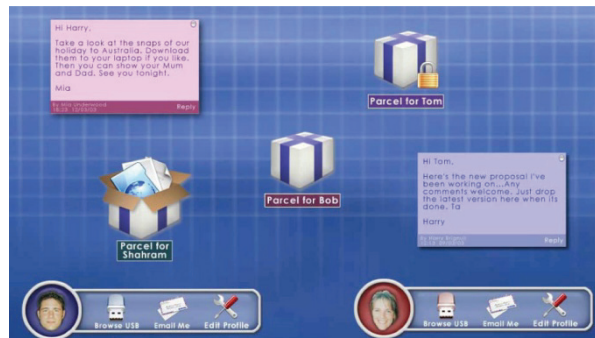 Hi Harry,
Take a look at the snaps of our
holiday to Australia. Download
them to your laptop if you like.
Then you can show your Mum
and Dad. See you tonight.
Mia
Reply
Parcel for Tom
Parcel for Bob
Hi Tom,
Here's the new proposal I've
been working on...Any
comments welcome. Just drop
the latest version here when its
done. Ta
Harry
Reply
Parcel for
Shahram
Browse USB Email Me Edit Profile
Browse USB Email Me Edit Profile